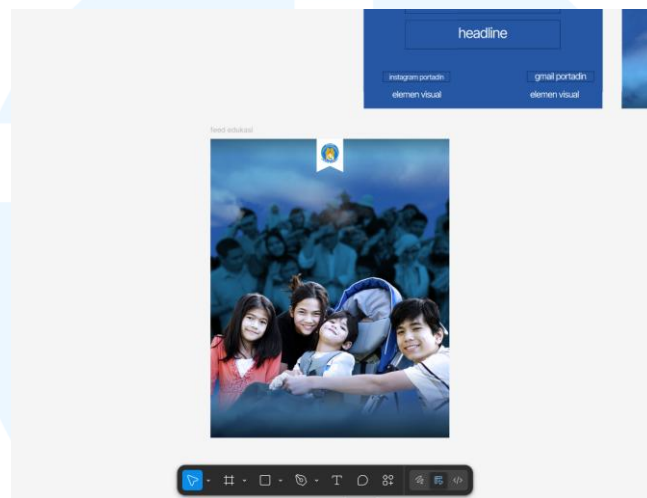 headline
instagram portadin
gmail portadin
elemen visual
elemen visual
feed edukasi